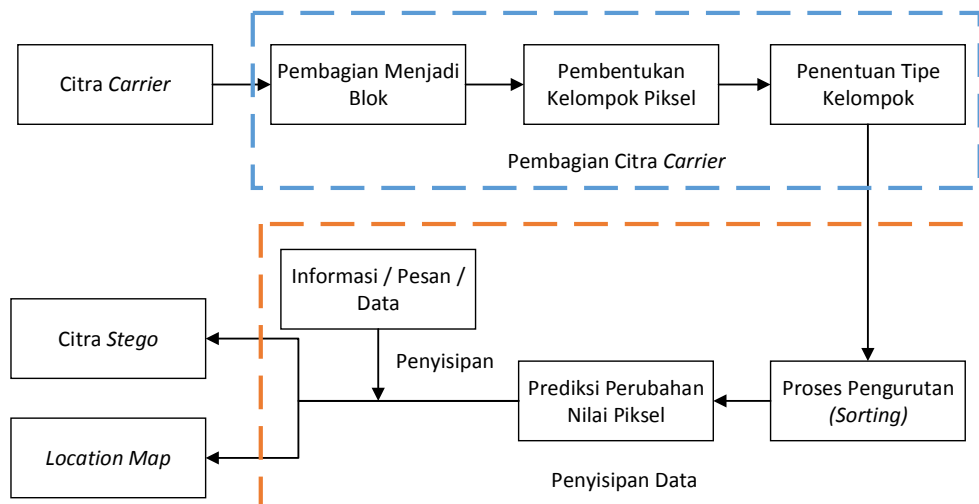 Citra Carrier
Pembagian Menjadi
Blok
Pembentukan
Kelompok Piksel
Penentuan Tipe
Kelompok
Pembagian Citra Carrier
Informasi / Pesan /
Data
Citra Stego
Penyisipan
Prediksi Perubahan
Nilai Piksel
Proses Pengurutan
(Sorting)
Location Map
Penyisipan Data